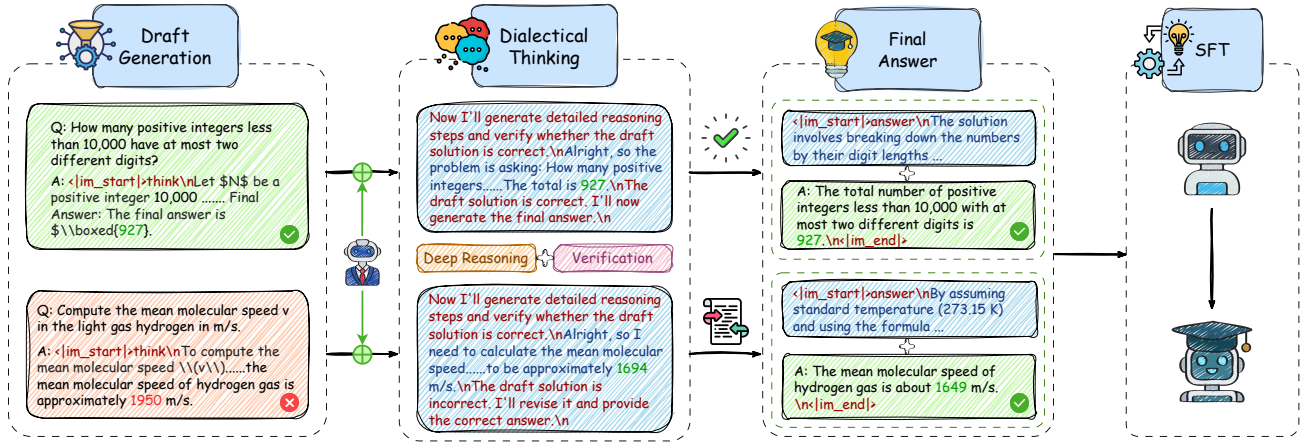 Draft
Generation
Q: How many positive integers less
than 10,000 have at most two
different digits?
A: <|im_start|>think\nLet $N$ be a
positive integer 10,000 ....... Final
Answer: The final answer is
$\\boxed{927}.
Q: Compute the mean molecular speed v
in the light gas hydrogen in m/s.
A: <|im_start|>think\nTo compute the
mean molecular speed \\(v\\)......the
mean molecular speed of hydrogen gas is
approximately 1950 m/s.
Dialectical
Thinking
Now I'll generate detailed reasoning
steps and verify whether the draft
solution is correct.\nAlright, so the
problem is asking: How many positive
integers......The total is 927.\nThe
draft solution is correct. I'll now
generate the final answer.\n
Deep Reasoning
Verification
Now I'll generate detailed reasoning
steps and verify whether the draft
solution is correct.\nAlright, so I
need to calculate the mean molecular
speed......to be approximately 1694
m/s.\nThe draft solution is
incorrect. I'll revise it and provide
the correct answer.\n
Final
Answer
<|im_start|>answer\nThe solution
involves breaking down the numbers
by their digit lengths ...
A: The total number of positive
integers less than 10,000 with at
most two different digits is
927.\n<|im_end|>
<|im_start|>answer\nBy assuming
standard temperature (273.15 K)
and using the formula ...
A: The mean molecular speed of
hydrogen gas is about 1649 m/s.
\n<|im_end|>
SFT